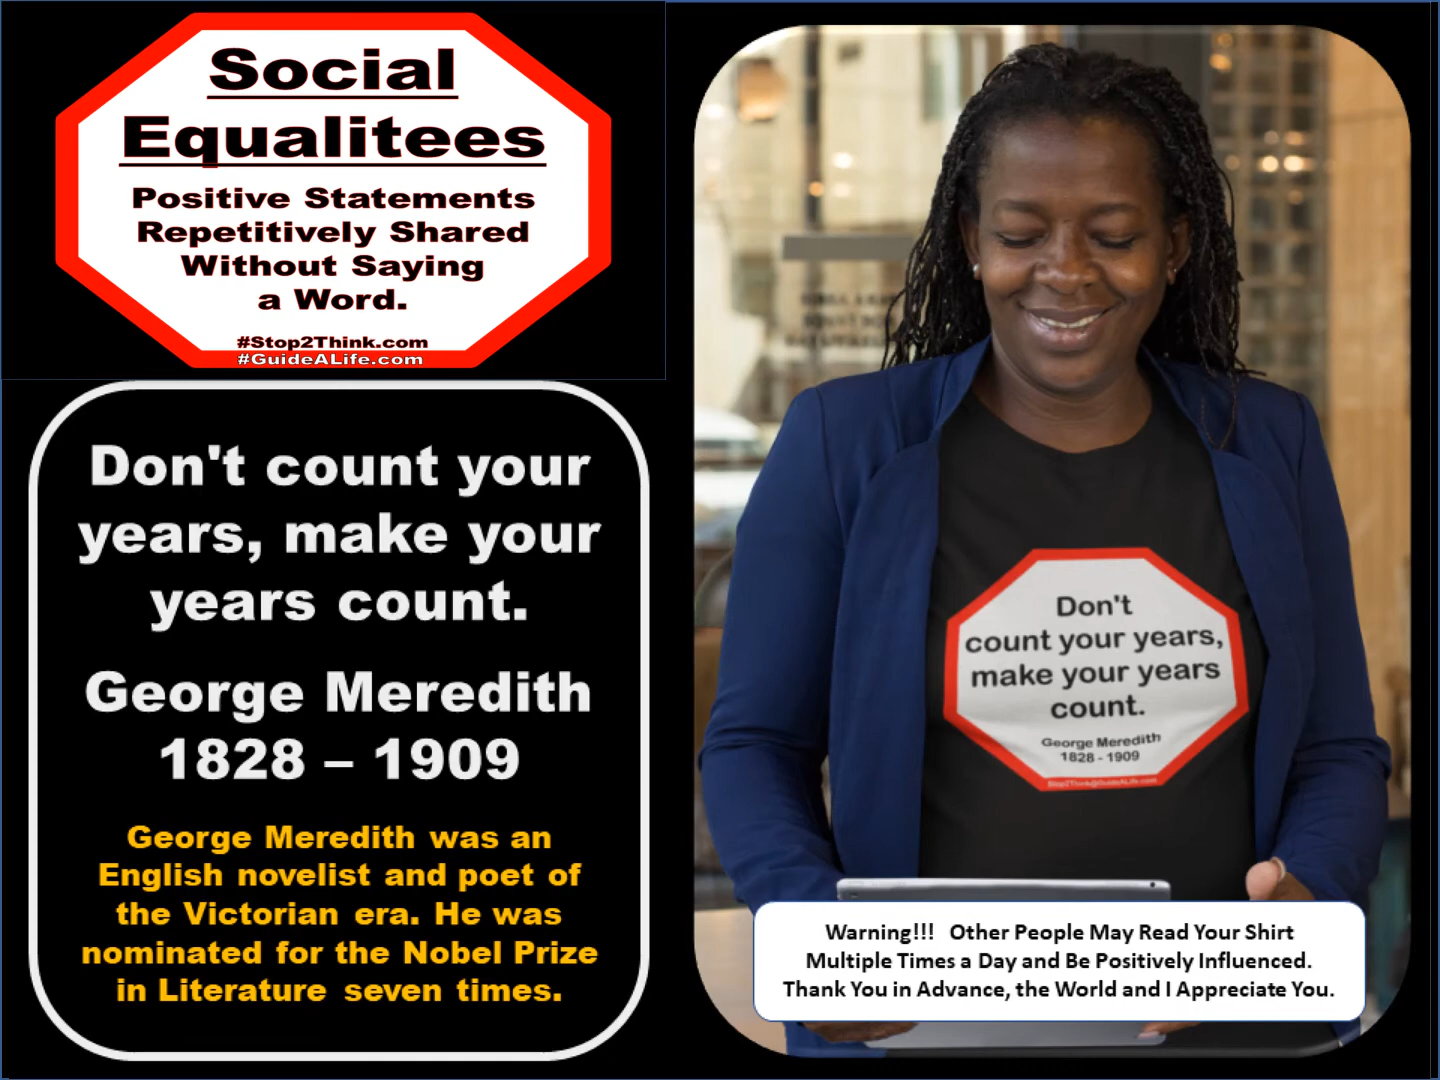 Social
Equalitees
Positive Statements
Repetitively Shared
Without Saying
a Word.
#Stop2Think.com
#GuideALife.com
Don't count your
years, make your
years count.
George Meredith
1828 – 1909
George Meredith was an
English novelist and poet of
the Victorian era. He was
nominated for the Nobel Prize
in Literature seven times.
Don't
count your years,
make your years
count.
George Meredith
1828 - 1909
Stop2Think@GuideALife.com
Warning!!! Other People May Read Your Shirt
Multiple Times a Day and Be Positively Influenced.
Thank You in Advance, the World and I Appreciate You.